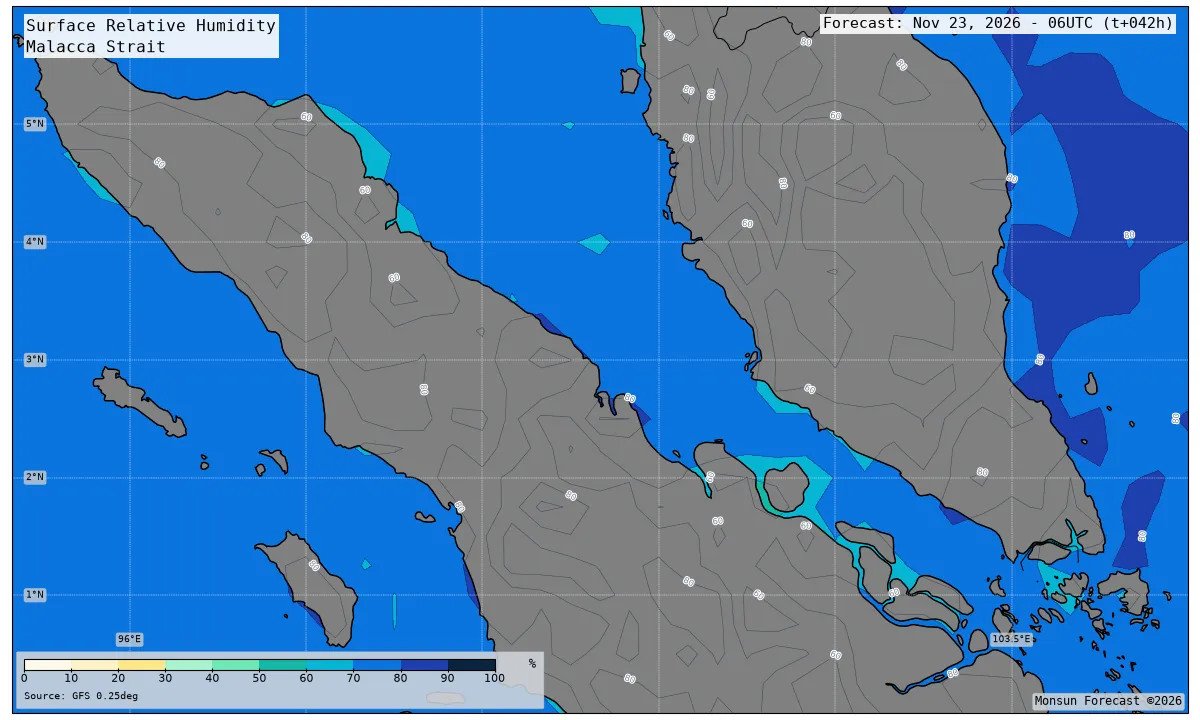 Surface Relative Humidity
Malacca Strait
Forecast: Nov 23, 2026 - 06UTC (t+042h)
5°N
4°N
3°N
2°N
1°N
96°E
103.5°E
0 10 20 30 40 50 60 70 80 90 100
%
Source: GFS 0.25deg
Monsun Forecast ©2026